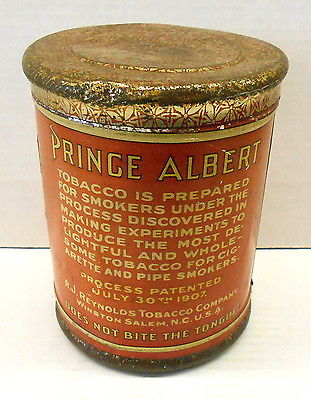 PRINCE ALBERT
TOBACCO IS PREPARED
FOR SMOKERS UNDER THE
PROCESS DISCOVERED IN
MAKING EXPERIMENTS TO
PRODUCE THE MOST DE-
LIGHTFUL AND WHOLE-
SOME TOBACCO FOR CIG-
ARETTE AND PIPE SMOKERS.
PROCESS PATENTED
JULY 30TH 1907.
R.J. REYNOLDS TOBACCO COMPANY
WINSTON SALEM, N.C. U.S.A.
DOES NOT BITE THE TONGUE